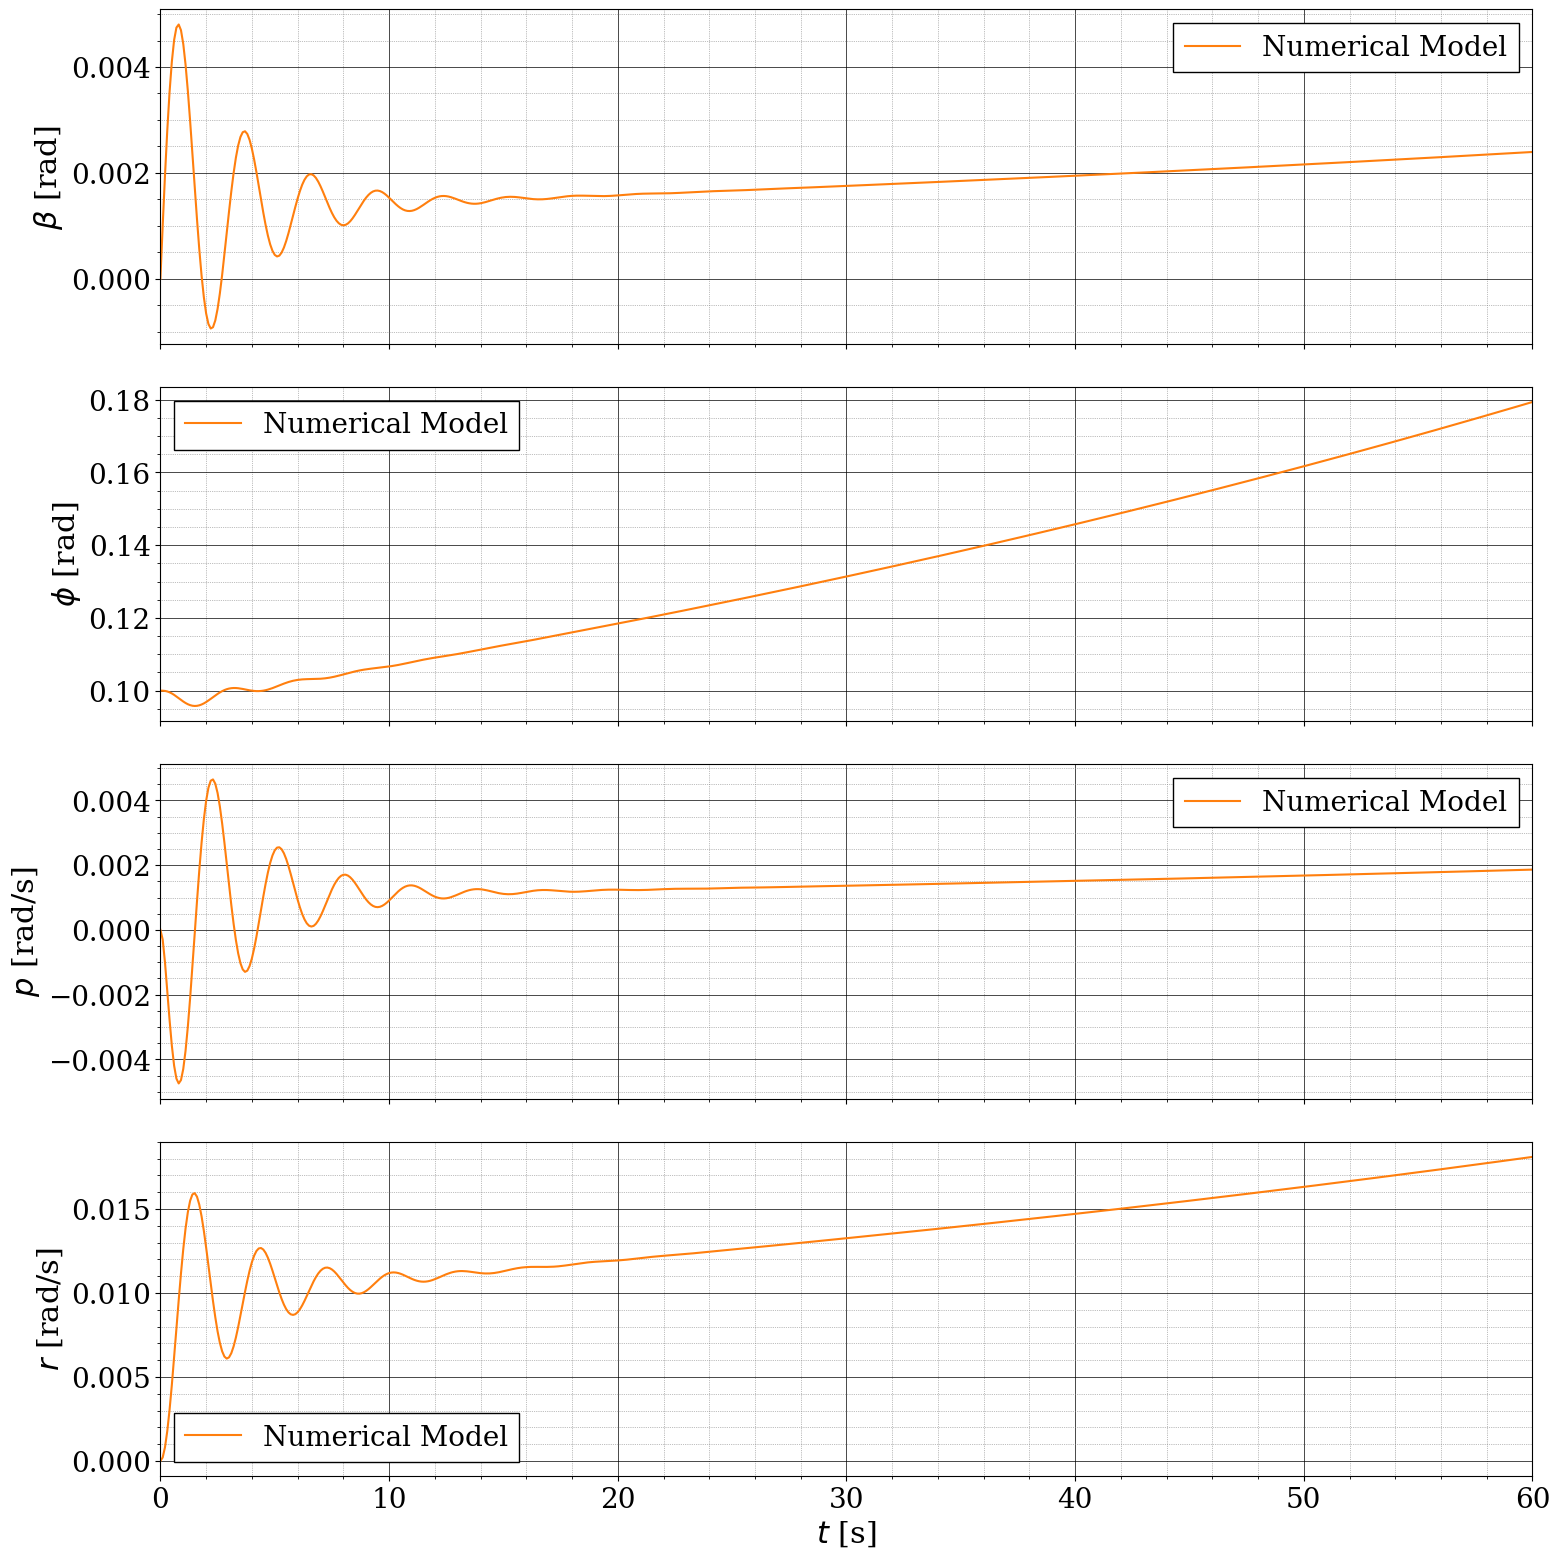 Numerical Model
0.004
0.002
0.000
β [rad]
Numerical Model
0.18
0.16
0.14
0.12
0.10
ϕ [rad]
Numerical Model
0.004
0.002
0.000
−0.002
−0.004
p [rad/s]
0.015
0.010
0.005
0.000
r [rad/s]
Numerical Model
0 10 20 30 40 50 60
t [s]